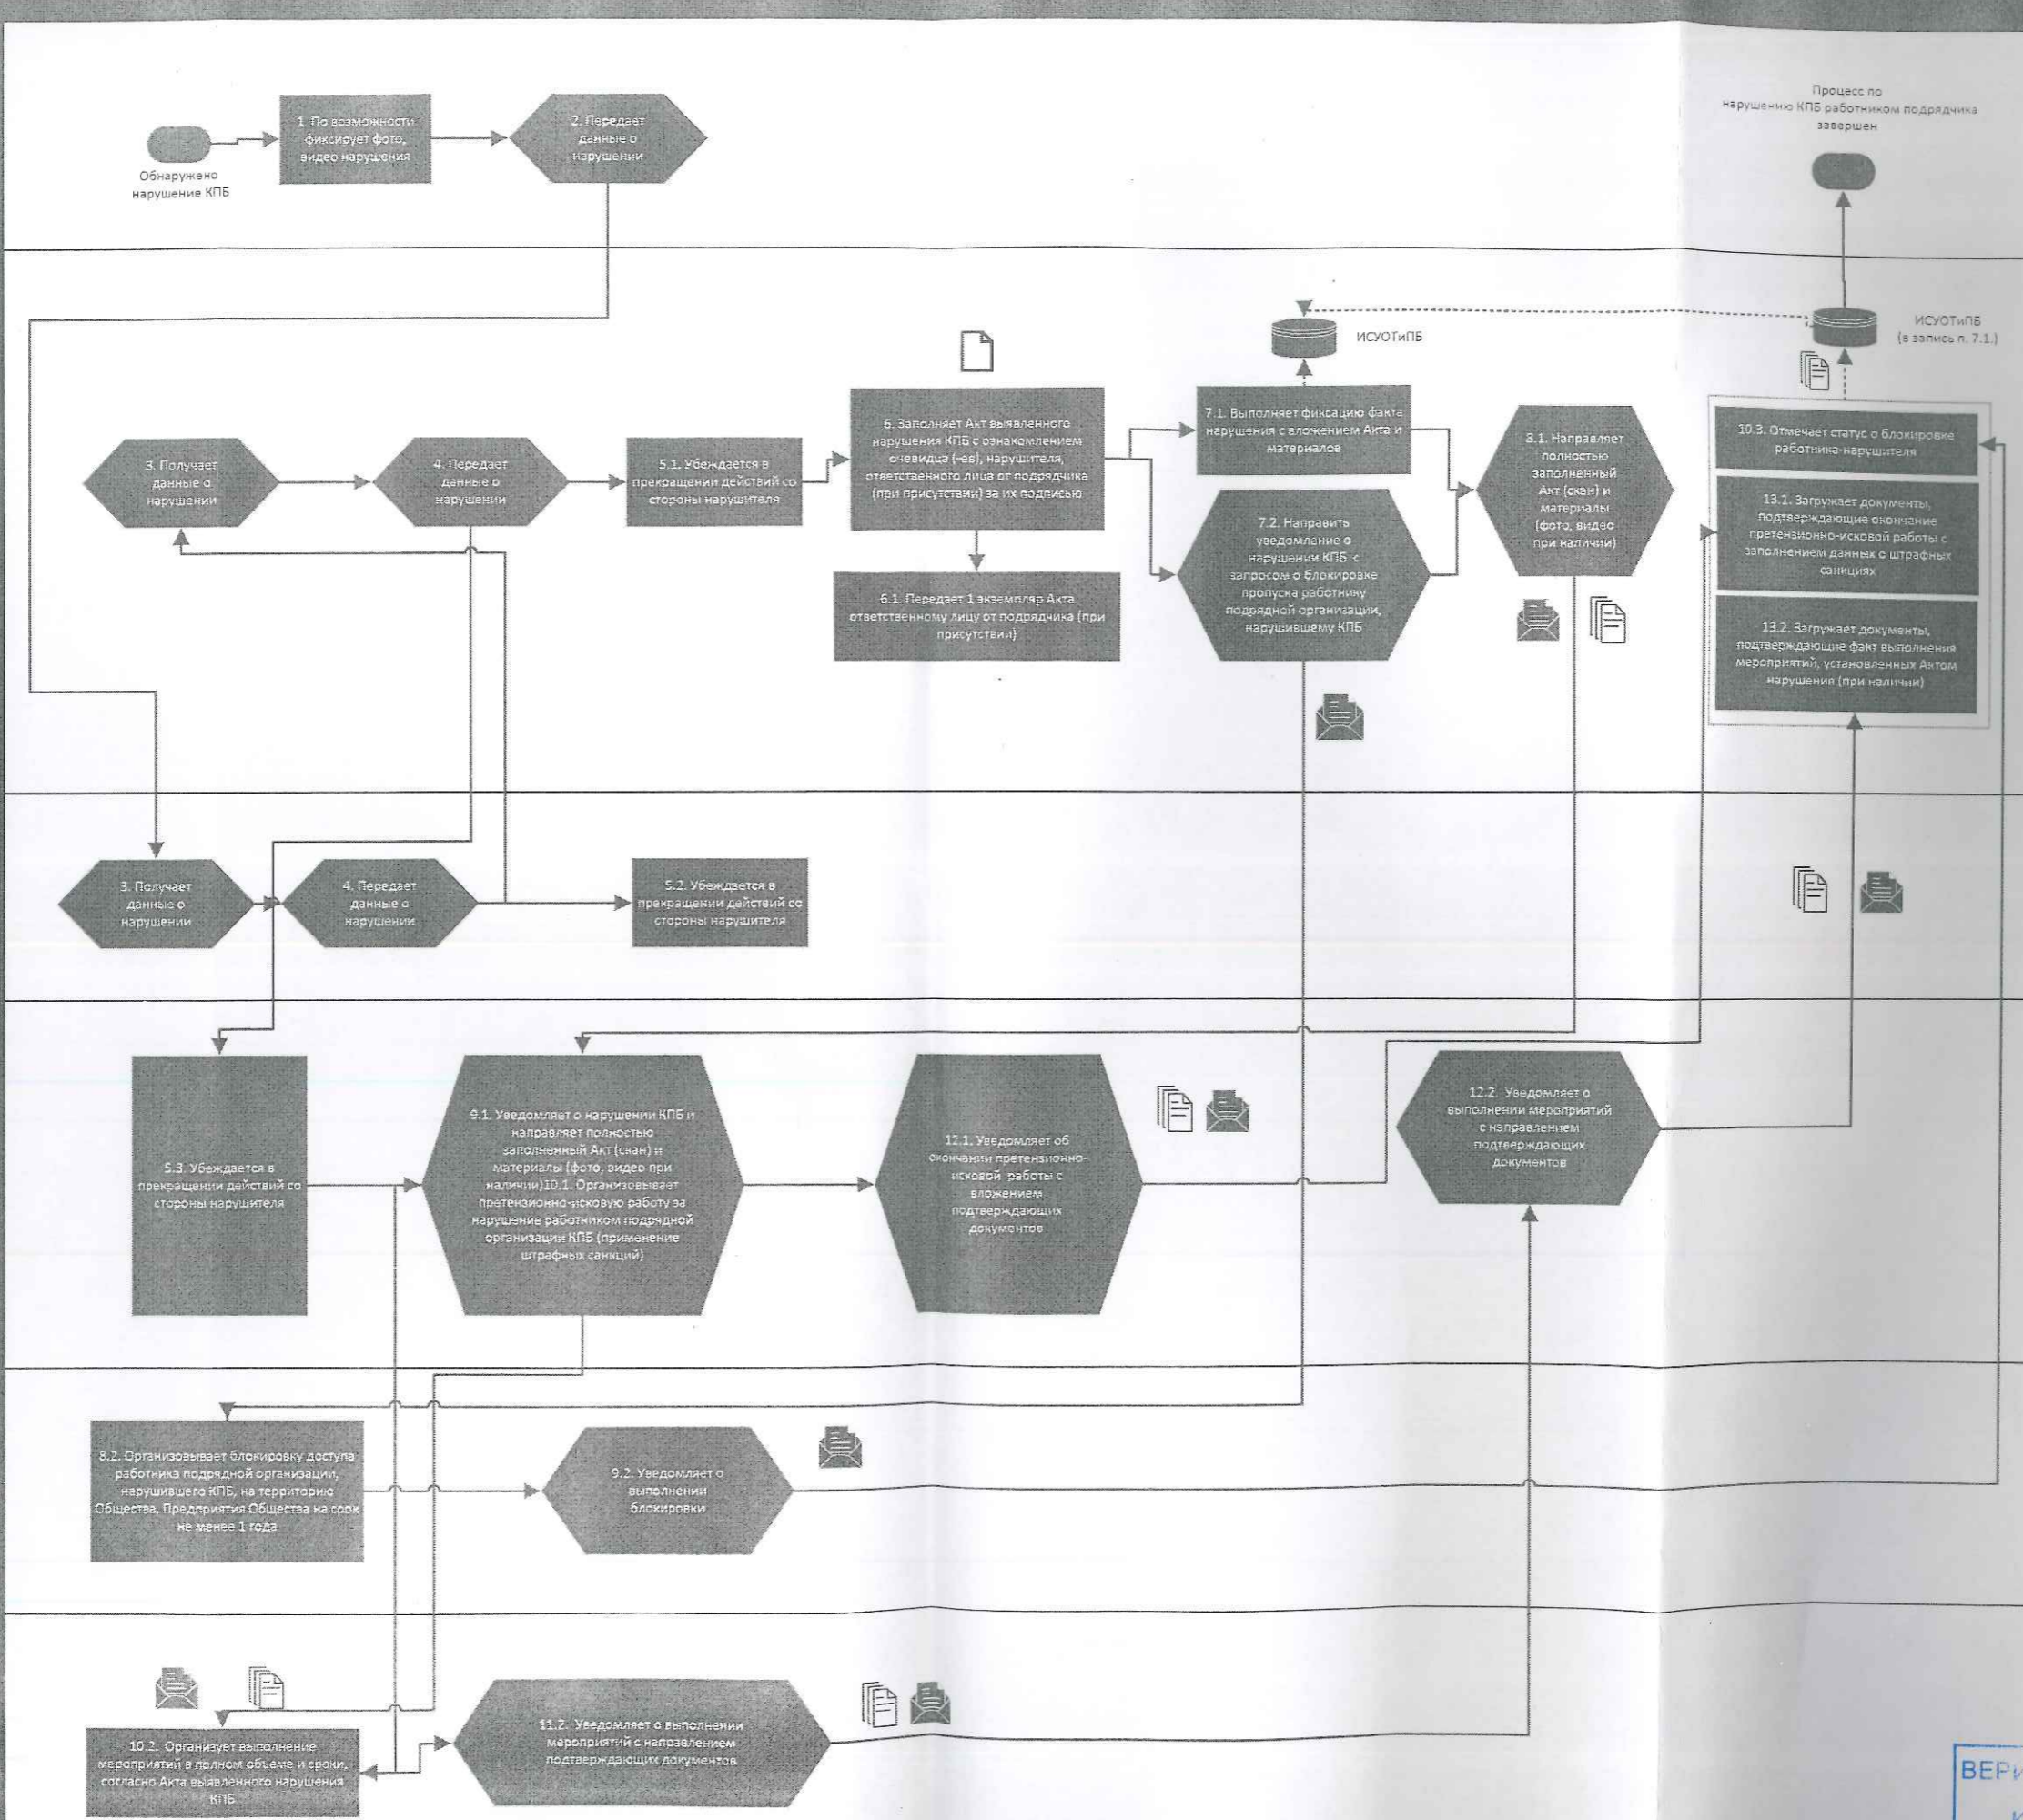 Обнаружено
нарушение КПБ
1. По возможности
фиксирует фото,
видео нарушения
2. Передает
данные о
нарушении
Процесс по
нарушению КПБ работником подрядчика
завершен
3. Получает
данные о
нарушении
4. Передает
данные о
нарушении
5.1. Убеждается в
прекращении действий со
стороны нарушителя
6. Заполняет Акт выявленного
нарушения КПБ с ознакомлением
очевидца (-ев), нарушителя,
ответственного лица от подрядчика
(при присутствии) за их подписью
6.1. Передает 1 экземпляр Акта
ответственному лицу от подрядчика (при
присутствии)
ИСУОТиПБ
7.1. Выполняет фиксацию факта
нарушения с вложением Акта и
материалов
7.2. Направить
уведомление о
нарушении КПБ с
запросом о блокировке
пропуска работнику
подрядной организации,
нарушившему КПБ
8.1. Направляет
полностью
заполненный
Акт (скан) и
материалы
(фото, видео
при наличии)
ИСУОТиПБ
(в запись п. 7.1.)
10.3. Отмечает статус о блокировке
работника-нарушителя
13.1. Загружает документы,
подтверждающие окончание
претензионно-исковой работы с
заполнением данных о штрафных
санкциях
13.2. Загружает документы,
подтверждающие факт выполнения
мероприятий, установленных Актом
нарушения (при наличии)
3. Получает
данные о
нарушении
4. Передает
данные о
нарушении
5.2. Убеждается в
прекращении действий со
стороны нарушителя
5.3. Убеждается в
прекращении действий со
стороны нарушителя
9.1. Уведомляет о нарушении КПБ и
направляет полностью
заполненный Акт (скан) и
материалы (фото, видео при
наличии)10.1. Организовывает
претензионно-исковую работу за
нарушение работником подрядной
организации КПБ (применение
штрафных санкций)
12.1. Уведомляет об
окончании претензионно-
исковой работы с
вложением
подтверждающих
документов
12.2. Уведомляет о
выполнении мероприятий
с направлением
подтверждающих
документов
8.2. Организовывает блокировку доступа
работника подрядной организации,
нарушившего КПБ, на территорию
Общества, Предприятия Общества на срок
не менее 1 года
9.2. Уведомляет о
выполнении
блокировки
10.2. Организует выполнение
мероприятий в полном объеме и сроки,
согласно Акта выявленного нарушения
КПБ
11.2. Уведомляет о выполнении
мероприятий с направлением
подтверждающих документов